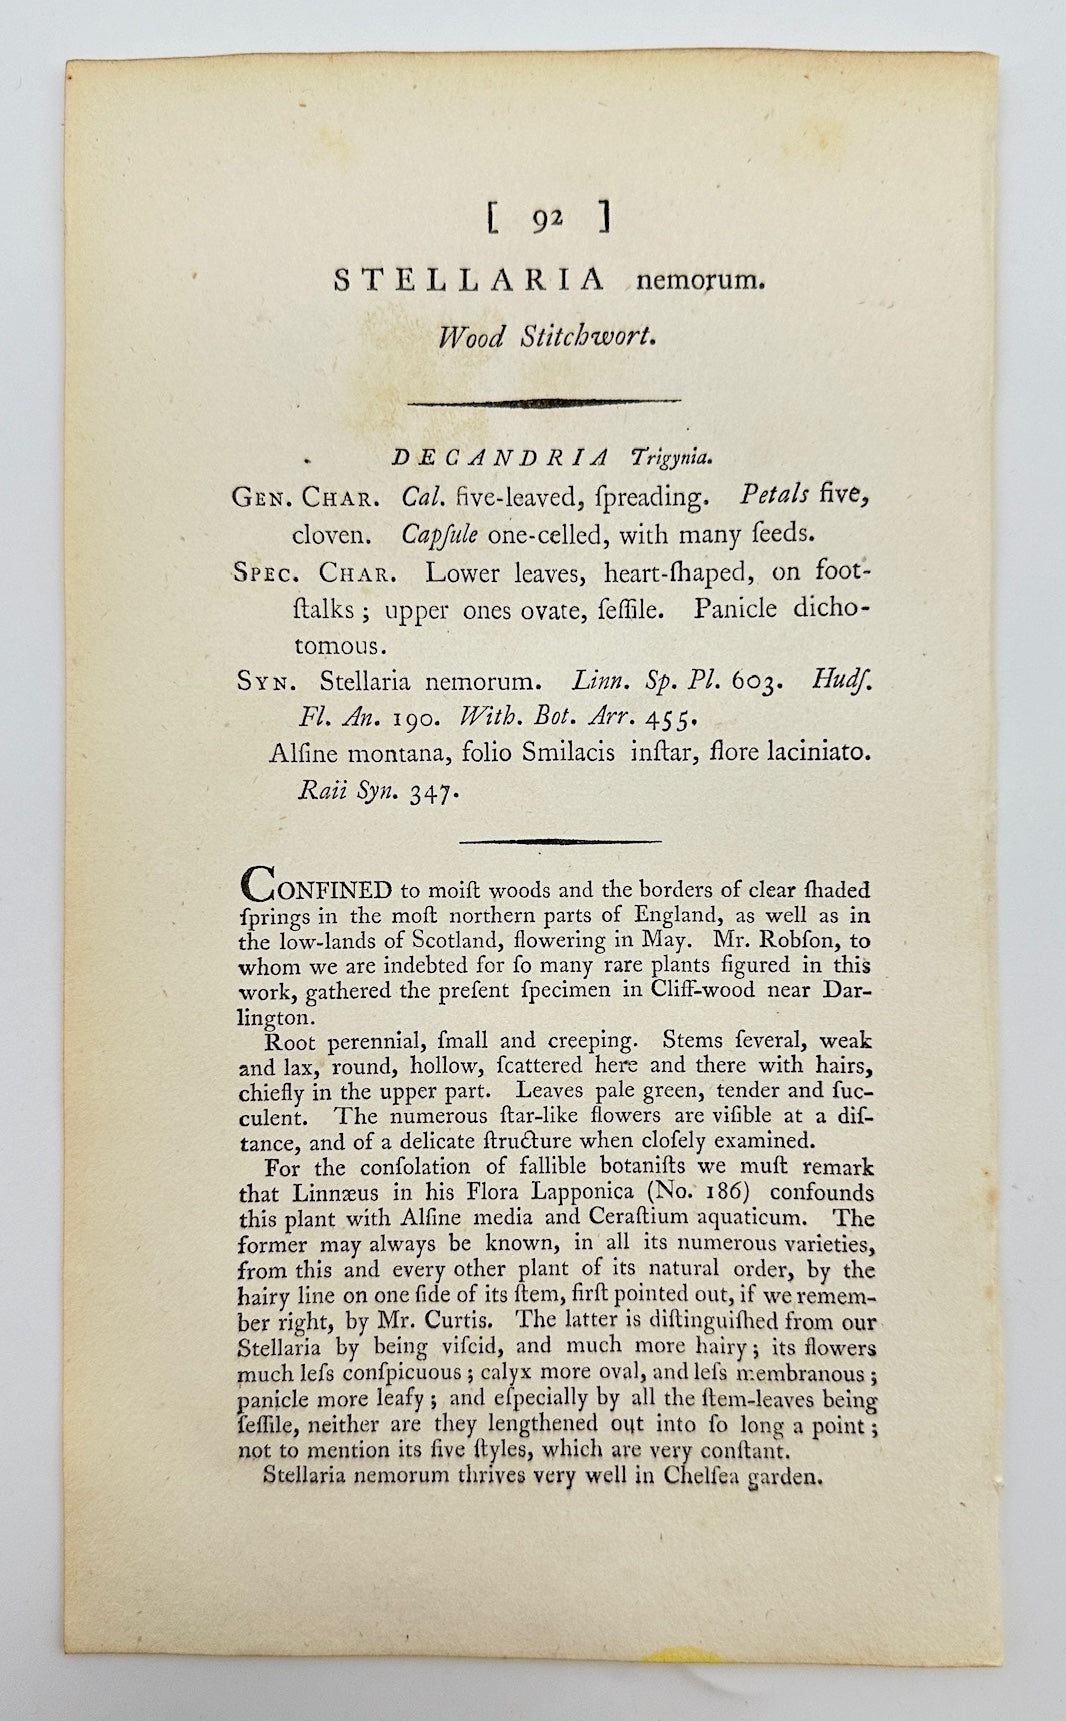 [ 92 ]
STELLARIA nemorum.
Wood Stitchwort.
DECANDRIA Trigynia.
GEN. CHAR. Cal. five-leaved, ſpreading. Petals five,
cloven. Capſule one-celled, with many ſeeds.
SPEC. CHAR. Lower leaves, heart-ſhaped, on foot-
ſtalks ; upper ones ovate, ſeſſile. Panicle dicho-
tomous.
SYN. Stellaria nemorum. Linn. Sp. Pl. 603. Hudſ.
Fl. An. 190. With. Bot. Arr. 455.
Alſine montana, folio Smilacis inſtar, flore laciniato.
Raii Syn. 347.
CONFINED to moiſt woods and the borders of clear ſhaded
ſprings in the moſt northern parts of England, as well as in
the low-lands of Scotland, flowering in May. Mr. Robſon, to
whom we are indebted for ſo many rare plants figured in this
work, gathered the preſent ſpecimen in Cliff-wood near Dar-
lington.
Root perennial, ſmall and creeping. Stems ſeveral, weak
and lax, round, hollow, ſcattered here and there with hairs,
chiefly in the upper part. Leaves pale green, tender and ſuc-
culent. The numerous ſtar-like flowers are viſible at a diſ-
tance, and of a delicate ſtructure when cloſely examined.
For the conſolation of fallible botaniſts we muſt remark
that Linnæus in his Flora Lapponica (No. 186) confounds
this plant with Alſine media and Ceraſtium aquaticum. The
former may always be known, in all its numerous varieties,
from this and every other plant of its natural order, by the
hairy line on one ſide of its ſtem, firſt pointed out, if we remem-
ber right, by Mr. Curtis. The latter is diſtinguiſhed from our
Stellaria by being viſcid, and much more hairy ; its flowers
much leſs conſpicuous ; calyx more oval, and leſs membranous ;
panicle more leafy ; and eſpecially by all the ſtem-leaves being
ſeſſile, neither are they lengthened out into ſo long a point ;
not to mention its five ſtyles, which are very conſtant.
Stellaria nemorum thrives very well in Chelſea garden.